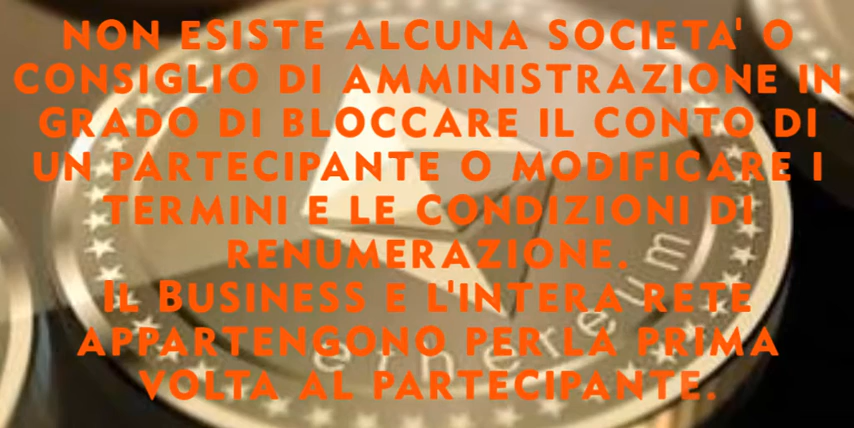 NON ESISTE ALCUNA SOCIETA' O
CONSIGLIO DI AMMINISTRAZIONE IN
GRADO DI BLOCCARE IL CONTO DI
UN PARTECIPANTE O MODIFICARE I
TERMINI E LE CONDIZIONI DI
RENUMERAZIONE.
IL BUSINESS E L'INTERA RETE
APPARTENGONO PER LA PRIMA
VOLTA AL PARTECIPANTE.
ethereum